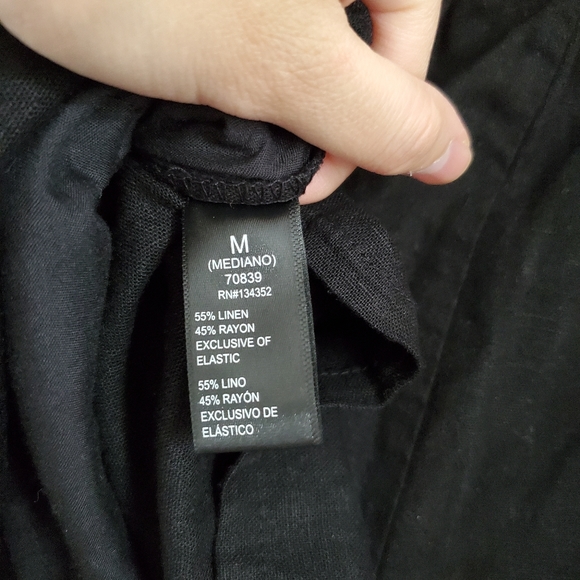 M
(MEDIANO)
70839
RN#134352
55% LINEN
45% RAYON
EXCLUSIVE OF
ELASTIC
55% LINO
45% RAYÓN
EXCLUSIVO DE
ELÁSTICO